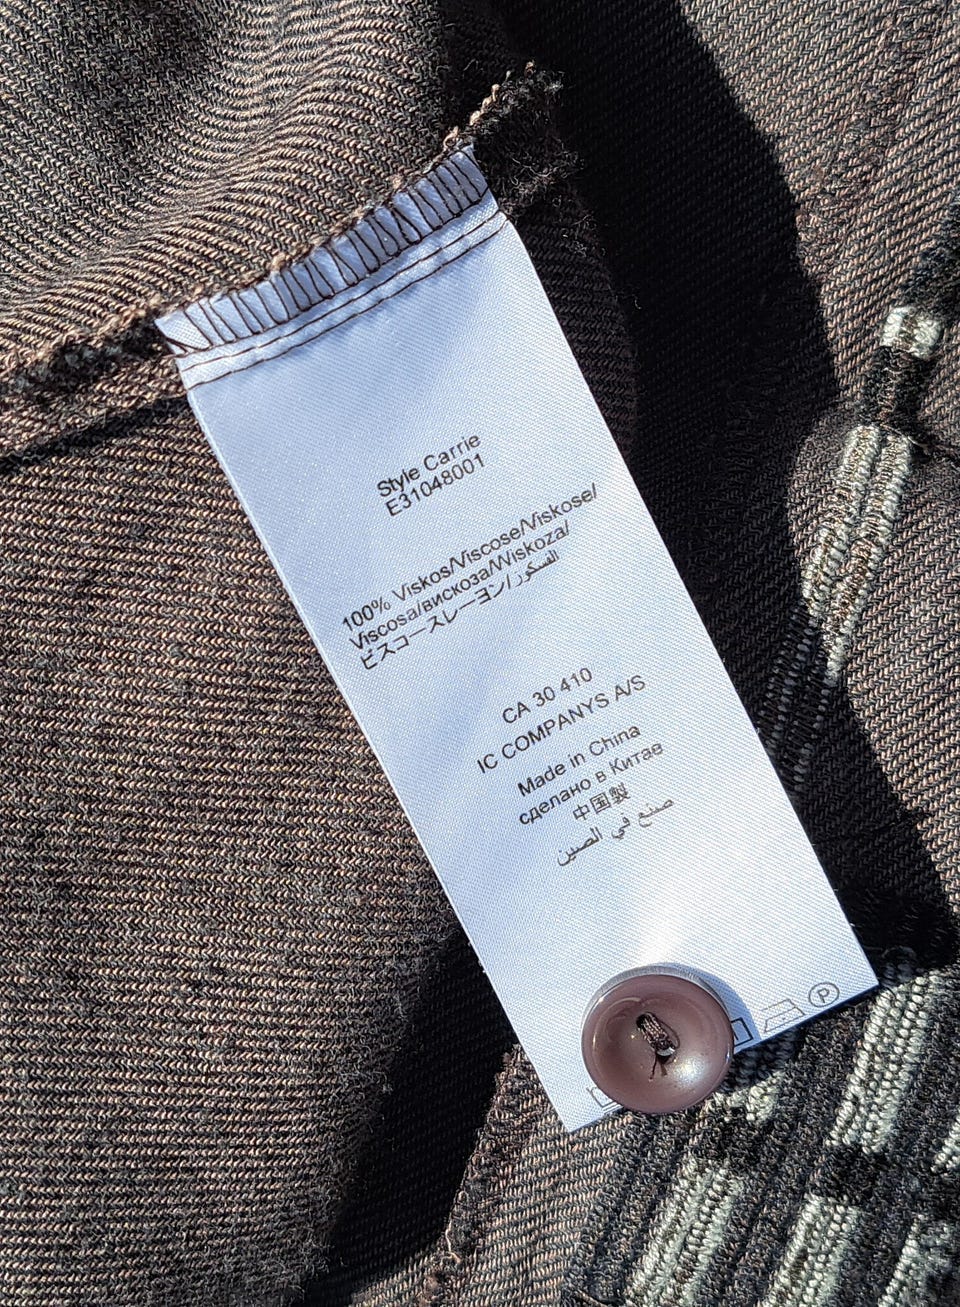 Style Carrie
E31048001
100% Viskos/Viscose/Viskose/
Viscosa/вискоза/Wiskoza/
ビスコースレーヨン/الفسكوز
CA 30 410
IC COMPANYS A/S
Made in China
сделано в Китае
中国製
صنع في الصين
P